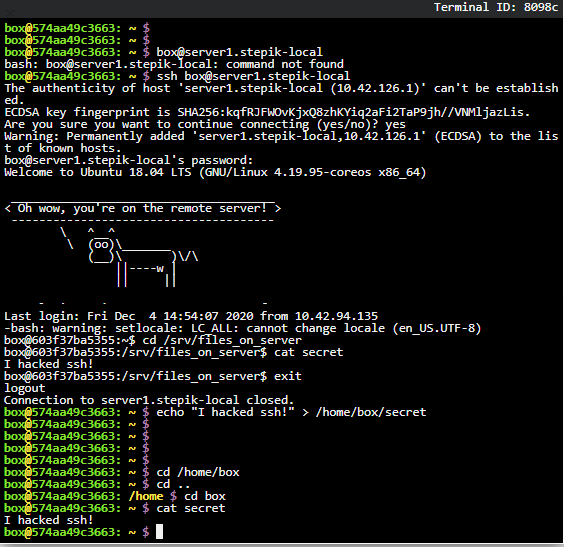 Terminal ID: 8098c
box@574aa49c3663: ~ $
box@574aa49c3663: ~ $
box@574aa49c3663: ~ $ box@server1.stepik-local
bash: box@server1.stepik-local: command not found
box@574aa49c3663: ~ $ ssh box@server1.stepik-local
The authenticity of host 'server1.stepik-local (10.42.126.1)' can't be establish
ed.
ECDSA key fingerprint is SHA256:kqfRJFWOvKjxQ8zhKYiq2aFi2TaP9jh//VNMljazLis.
Are you sure you want to continue connecting (yes/no)? yes
Warning: Permanently added 'server1.stepik-local,10.42.126.1' (ECDSA) to the lis
t of known hosts.
box@server1.stepik-local's password:
Welcome to Ubuntu 18.04 LTS (GNU/Linux 4.19.95-coreos x86_64)
 ______________________________________
< Oh wow, you're on the remote server! >
 --------------------------------------
        \   ^__^
         \  (oo)\_______
            (__)\       )\/\
                ||----w |
                ||     ||
Last login: Fri Dec  4 14:54:07 2020 from 10.42.94.135
-bash: warning: setlocale: LC_ALL: cannot change locale (en_US.UTF-8)
box@603f37ba5355:~$ cd /srv/files_on_server
box@603f37ba5355:/srv/files_on_server$ cat secret
I hacked ssh!
box@603f37ba5355:/srv/files_on_server$ exit
logout
Connection to server1.stepik-local closed.
box@574aa49c3663: ~ $ echo "I hacked ssh!" > /home/box/secret
box@574aa49c3663: ~ $
box@574aa49c3663: ~ $
box@574aa49c3663: ~ $
box@574aa49c3663: ~ $ cd /home/box
box@574aa49c3663: ~ $ cd ..
box@574aa49c3663: /home $ cd box
box@574aa49c3663: ~ $ cat secret
I hacked ssh!
box@574aa49c3663: ~ $